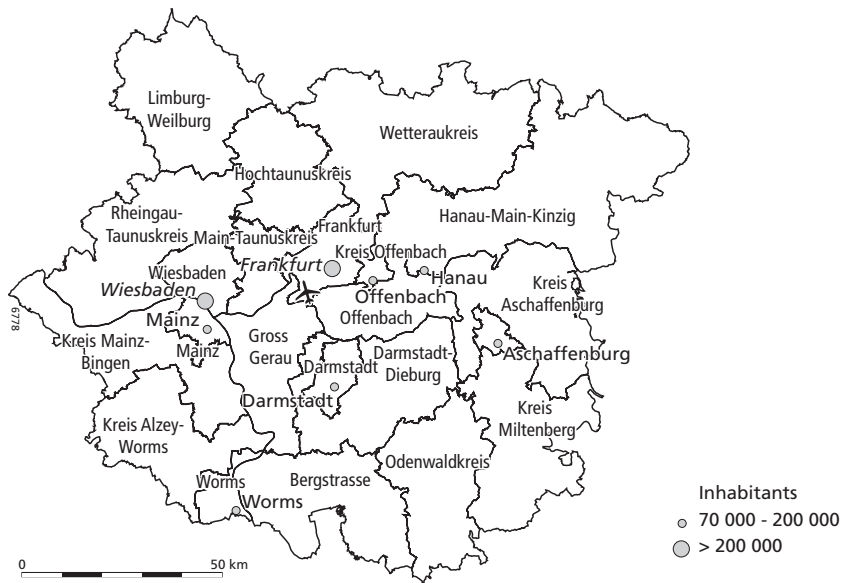 Limburg-
Weilburg
Wetteraukreis
Hochtaunuskreis
Rheingau-
Taunuskreis
Hanau-Main-Kinzig
Frankfurt
Main-Taunuskreis
Kreis Offenbach
Frankfurt
Wiesbaden
Hanau
Wiesbaden
Kreis
Aschaffenburg
Offenbach
Offenbach
6778
Mainz
Kreis Mainz-
Bingen
Mainz
Gross
Gerau
Darmstadt
Darmstadt-
Dieburg
Aschaffenburg
Darmstadt
Kreis
Miltenberg
Kreis Alzey-
Worms
Odenwaldkreis
Worms
Bergstrasse
Worms
Inhabitants
70 000 - 200 000
> 200 000
0 50 km